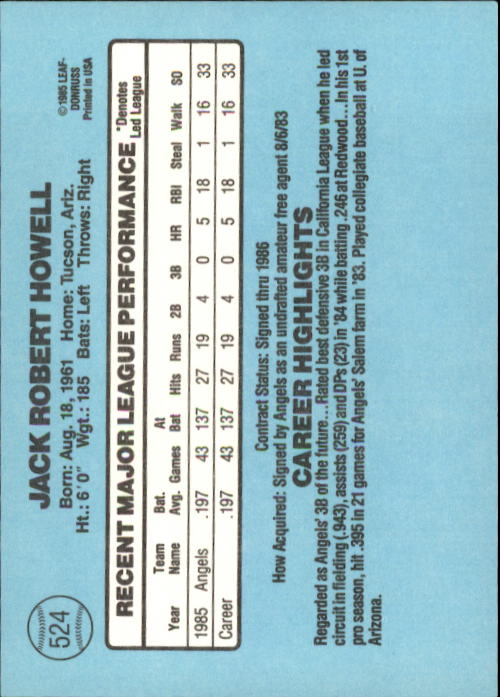 524
JACK ROBERT HOWELL
Born: Aug. 18, 1961 Home: Tucson, Ariz.
Ht.: 6'0" Wgt.: 185 Bats: Left Throws: Right
©1985 LEAF-
DONRUSS
Printed in USA
RECENT MAJOR LEAGUE PERFORMANCE
*Denotes
Led League
Year Team Name Bat. Avg. Games At Bat Hits Runs 2B 3B HR RBI Steal Walk SO
1985 Angels .197 43 137 27 19 4 0 5 18 1 16 33
Career .197 43 137 27 19 4 0 5 18 1 16 33
Contract Status: Signed thru 1986
How Acquired: Signed by Angels as an undrafted amateur free agent 8/6/83
CAREER HIGHLIGHTS
Regarded as Angels' 3B of the future...Rated best defensive 3B in California League when he led
circuit in fielding (.943), assists (259) and DPs (23) in '84 while batting .246 at Redwood...In his 1st
pro season, hit .395 in 21 games for Angels' Salem farm in '83. Played collegiate baseball at U. of
Arizona.